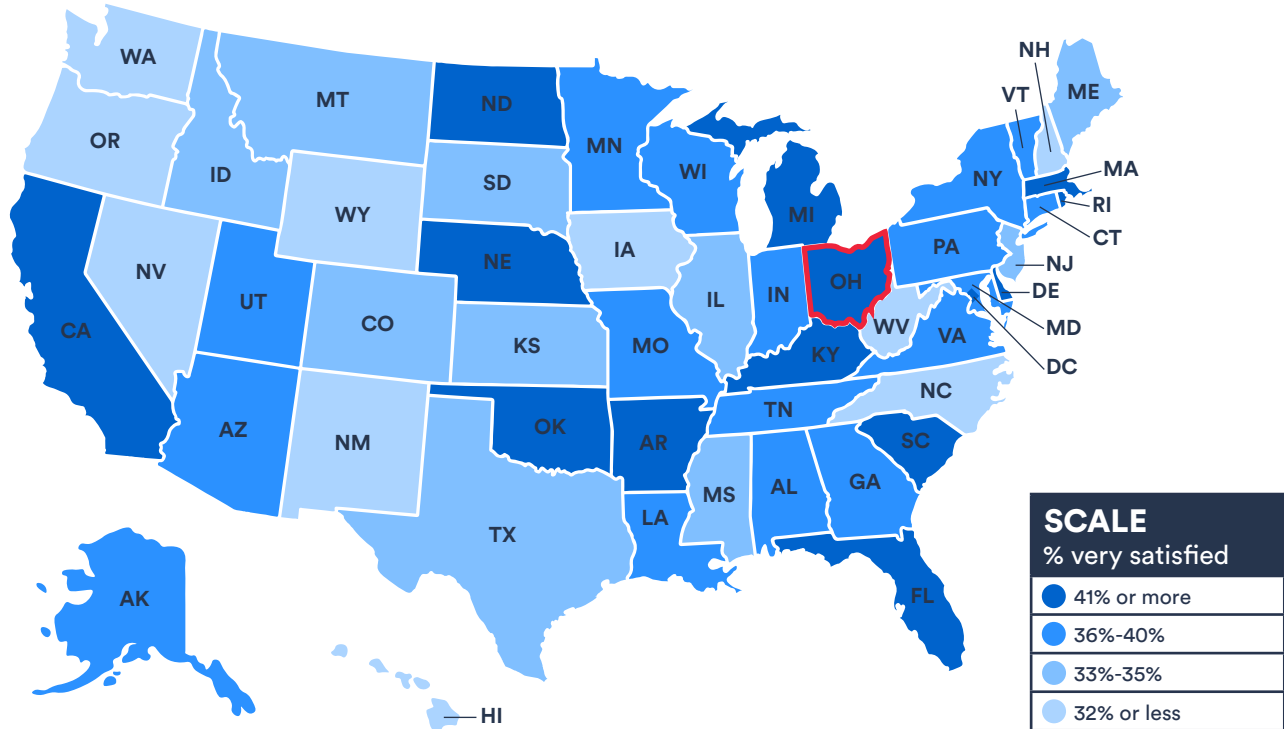 WA
NH
ME
MT
ND
VT
OR
MN
ID
SD
WI
NY
MA
MI
RI
WY
CT
IA
PA
NE
NJ
NV
OH
DE
UT
IL
IN
CO
WV
MD
CA
VA
KS
MO
KY
DC
NC
TN
AZ
OK
SC
NM
AR
GA
MS
AL
LA
TX
AK
FL
HI
SCALE
% very satisfied
41% or more
36%-40%
33%-35%
32% or less